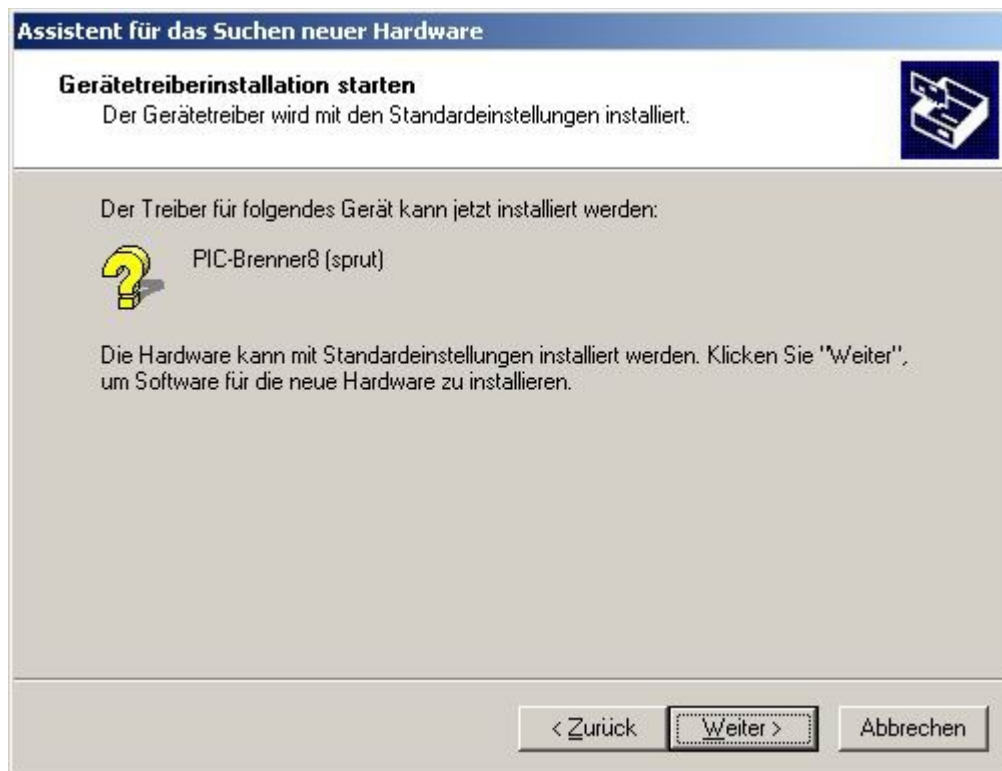 Assistent für das Suchen neuer Hardware
Gerätetreiberinstallation starten
Der Gerätetreiber wird mit den Standardeinstellungen installiert.
Der Treiber für folgendes Gerät kann jetzt installiert werden:
PIC-Brenner8 (sprut)
Die Hardware kann mit Standardeinstellungen installiert werden. Klicken Sie "Weiter",
um Software für die neue Hardware zu installieren.
< Zurück Weiter > Abbrechen